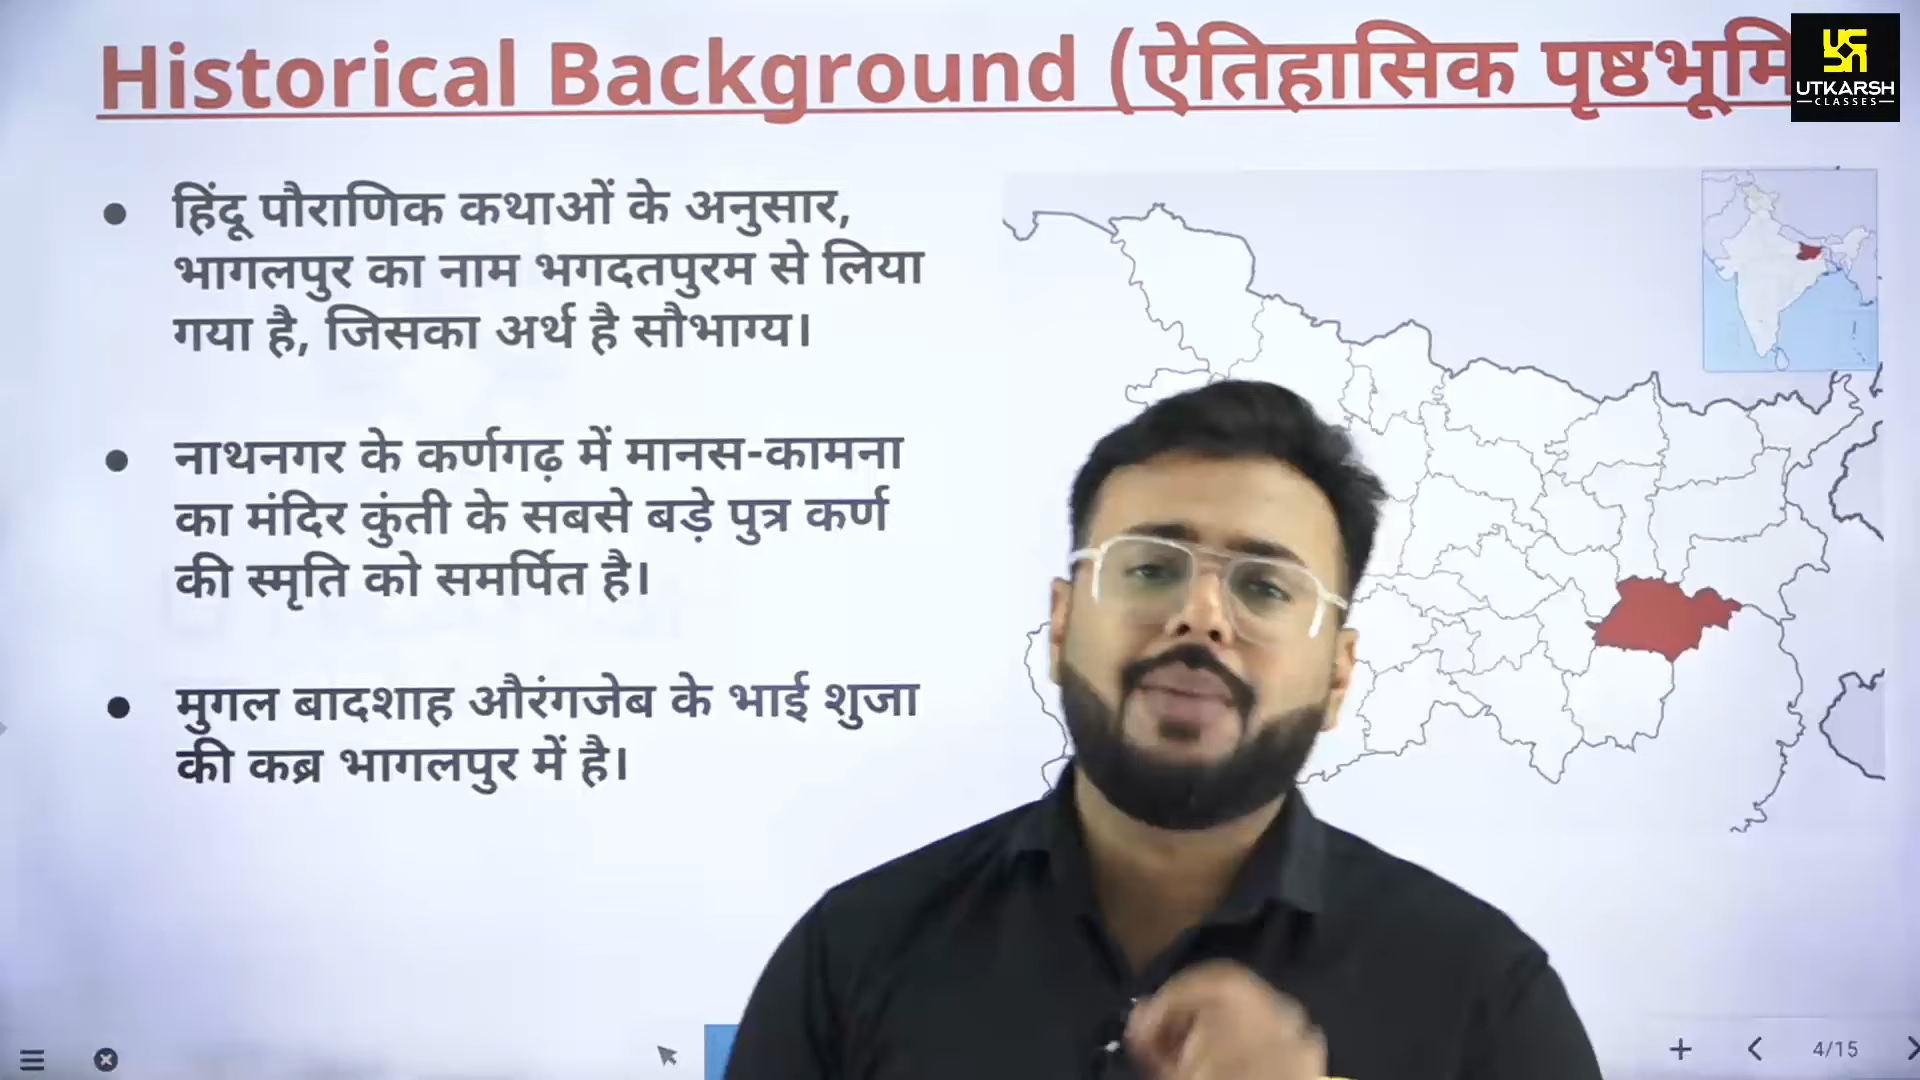 Historical Background (ऐतिहासिक पृष्ठभूमि
UTKARSH
CLASSES
हिंदू पौराणिक कथाओं के अनुसार,
भागलपुर का नाम भगदतपुरम से लिया
गया है, जिसका अर्थ है सौभाग्य।
नाथनगर के कर्णगढ़ में मानस-कामना
का मंदिर कुंती के सबसे बड़े पुत्र कर्ण
की स्मृति को समर्पित है।
मुगल बादशाह औरंगजेब के भाई शुजा
की कब्र भागलपुर में है।
4/15